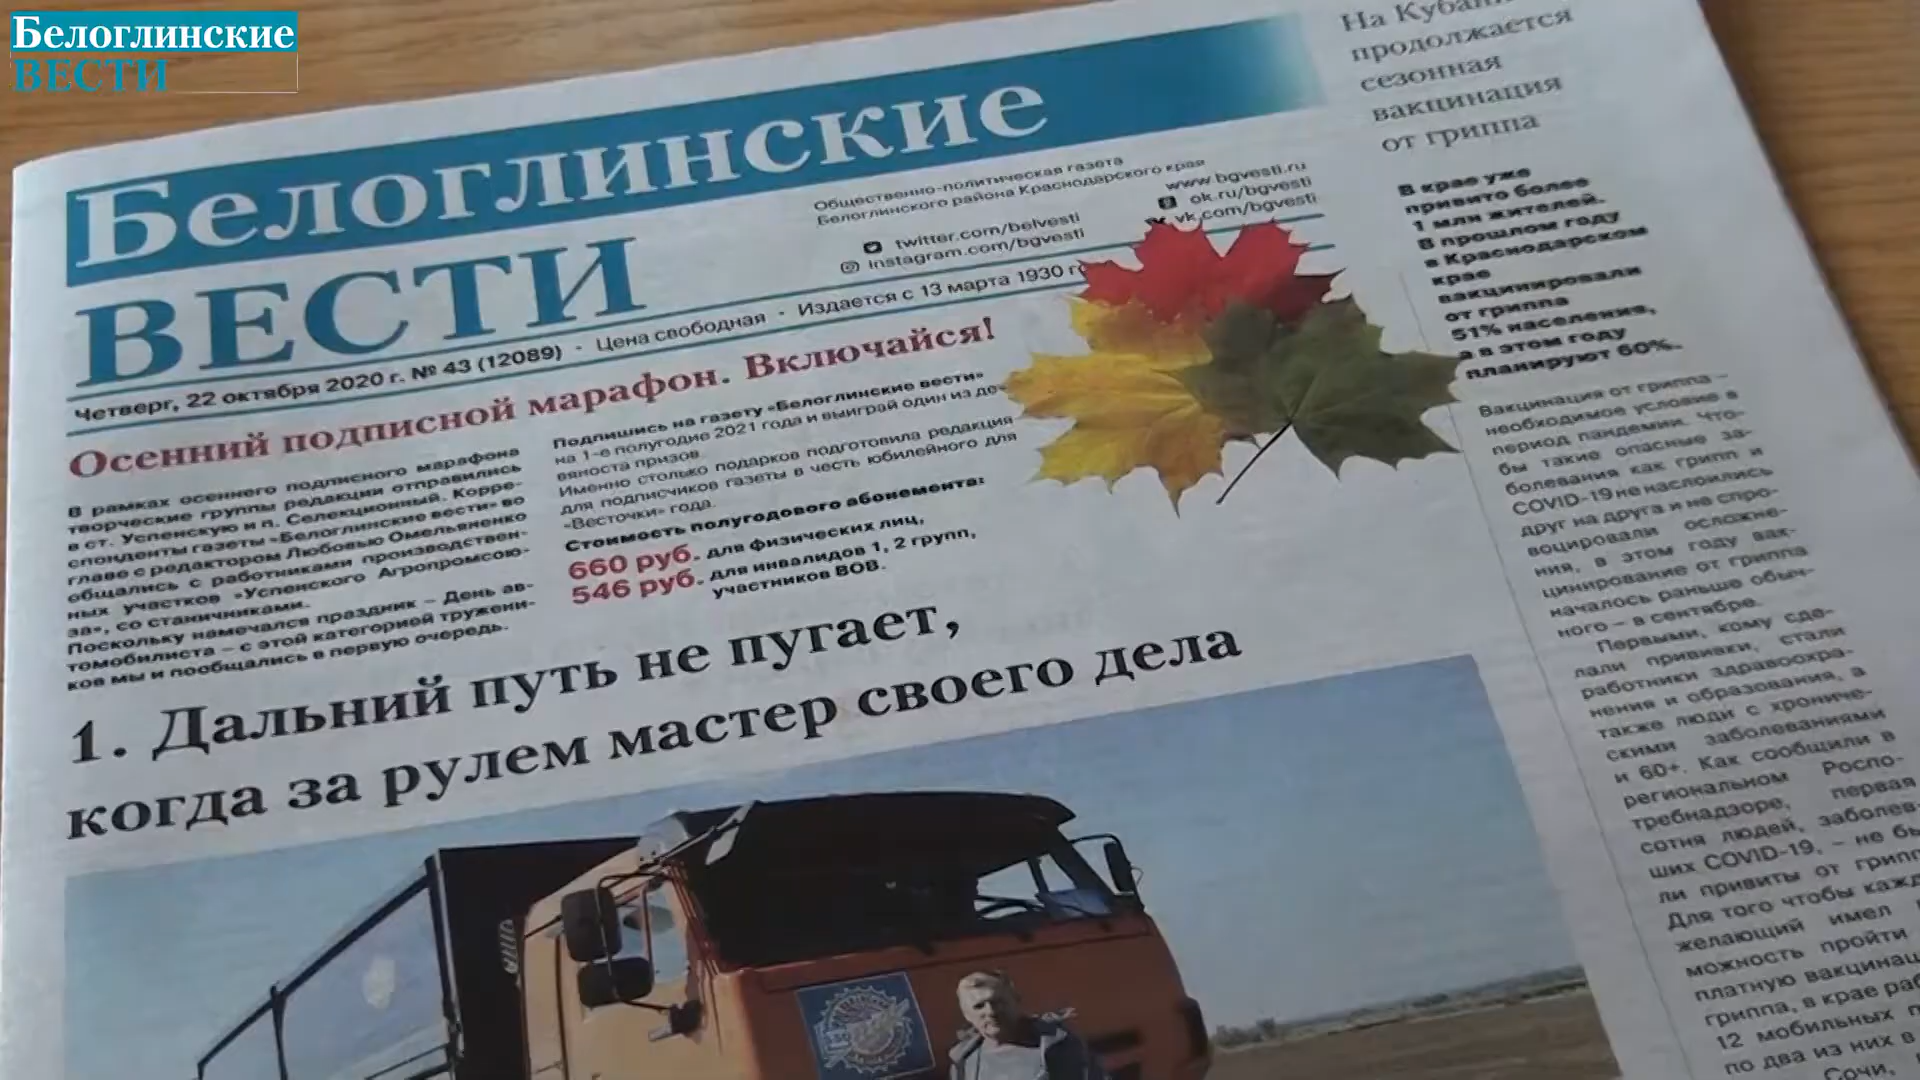 Белоглинские
ВЕСТИ
Белоглинские
ВЕСТИ
Общественно-политическая газета
Белоглинского района Краснодарского края
www.bgvesti.ru
ok.ru/bgvesti
vk.com/bgvesti
twitter.com/belvesti
instagram.com/bgvesti
Четверг, 22 октября 2020 г. № 43 (12089) - Цена свободная - Издается с 13 марта 1930
Осенний подписной марафон. Включайся!
В рамках осеннего подписного марафона
творческие группы редакции отправились
в ст. Успенскую и п. Селекционный. Корре-
спонденты газеты «Белоглинские вести» во
главе с редактором Любовью Омельяненко
общались с работниками производствен-
ных участков «Успенского Агропромсою-
за», со станичниками.
Поскольку намечался праздник – День ав-
томобилиста – с этой категорией тружени-
ков мы и пообщались в первую очередь.
Подпишись на газету «Белоглинские вести»
на 1-е полугодие 2021 года и выиграй один из де-
вяноста призов.
Именно столько подарков подготовила редакция
для подписчиков газеты в честь юбилейного для
«Весточки» года.
Стоимость полугодового абонемента:
660 руб. для физических лиц,
546 руб. для инвалидов 1, 2 групп,
участников ВОВ.
1. Дальний путь не пугает,
когда за рулем мастер своего дела
На
продолжается
сезонная
вакцинация
от гриппа
В крае уже
привито более
1 млн жителей.
В прошлом году
в Краснодарском
крае
вакцинировали
от гриппа
51% населения,
а в этом году
планируют 60%.
Вакцинация от гриппа –
необходимое условие в
период пандемии. Что-
бы такие опасные за-
болевания как грипп и
COVID-19 не наслоились
друг на друга и не спро-
воцировали осложне-
ния, в этом году вак-
цинирование от гриппа
началось раньше обыч-
ного – в сентябре.
Первыми, кому сде-
лали прививки, стали
работники здравоохра-
нения и образования, а
также люди с хрониче-
скими заболеваниями
и 60+. Как сообщили в
региональном Роспо-
требнадзоре, первая
сотня людей, заболев-
ших COVID-19, – не бы
ли привиты от
Для того чтобы
желающий имел
можность пройти
платную
гриппа, в крае
12 мобильных
по два из них в
Сочи,